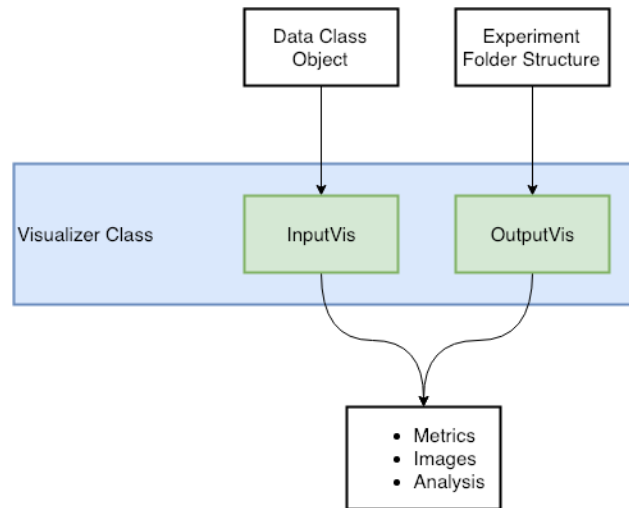 Data Class
Object
Experiment
Folder Structure
Visualizer Class
InputVis
OutputVis
• Metrics
• Images
• Analysis